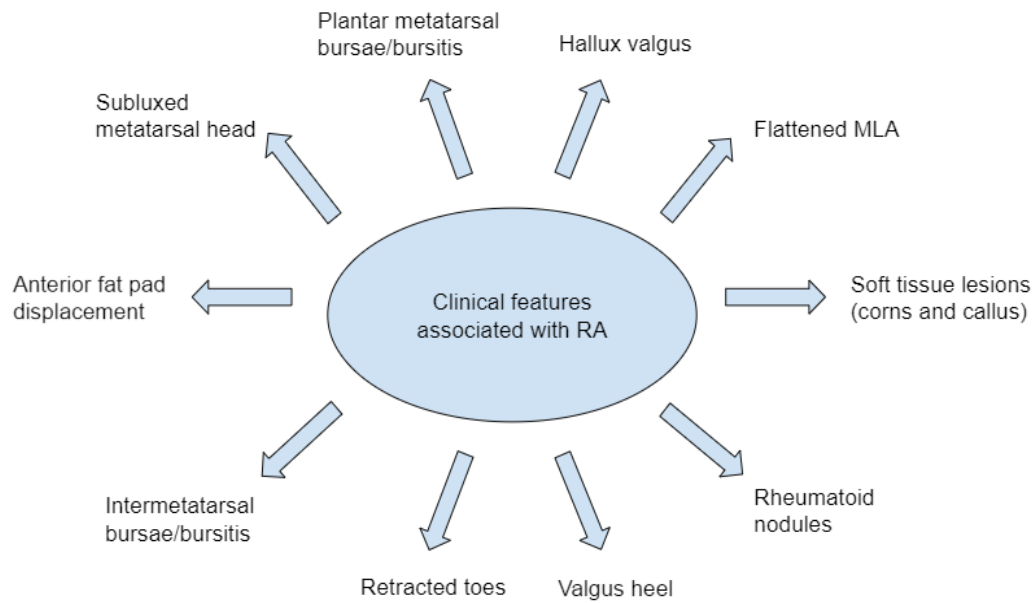 Plantar metatarsal
bursae/bursitis
Hallux valgus
Subluxed
metatarsal head
Flattened MLA
Anterior fat pad
displacement
Clinical features
associated with RA
Soft tissue lesions
(corns and callus)
Intermetatarsal
bursae/bursitis
Rheumatoid
nodules
Retracted toes
Valgus heel